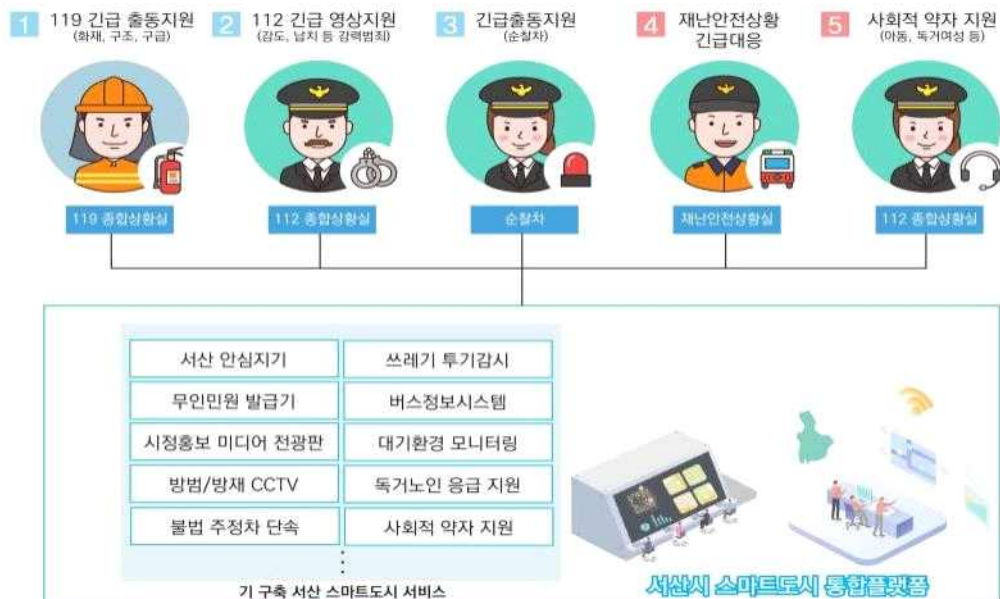 1 119 긴급 출동지원
(화재, 구조, 구급)
2 112 긴급 영상지원
(강도, 납치 등 강력범죄)
3 긴급출동지원
(순찰차)
4 재난안전상황
긴급대응
5 사회적 약자 지원
(아동, 독거여성 등)
119 종합상황실
112 종합상황실
순찰차
재난안전상황실
112 종합상황실
서산 안심지기
쓰레기 투기감시
무인민원 발급기
버스정보시스템
시정홍보 미디어 전광판
대기환경 모니터링
방범/방재 CCTV
독거노인 응급 지원
불법 주정차 단속
사회적 약자 지원
기 구축 서산 스마트도시 서비스
서산시 스마트도시 통합플랫폼